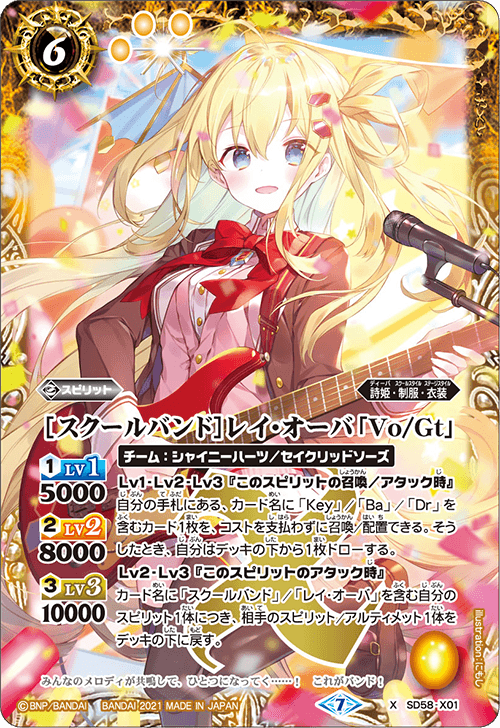 6
スピリット
ディーバ スクールスタイル ステージスタイル
詩姫・制服・衣装
[スクールバンド]レイ・オーバ「Vo/Gt」
チーム:シャイニーハーツ/セイクリッドソーズ
1 LV1
5000
2 LV2
8000
3 LV3
10000
Lv1・Lv2・Lv3『このスピリットの召喚/アタック時』
自分の手札にある、カード名に「Key」/「Ba」/「Dr」を
含むカード1枚を、コストを支払わずに召喚/配置できる。そう
したとき、自分はデッキの下から1枚ドローする。
Lv2・Lv3『このスピリットのアタック時』
カード名に「スクールバンド」/「レイ・オーバ」を含む自分の
スピリット1体につき、相手のスピリット/アルティメット1体を
デッキの下に戻す。
みんなのメロディが共鳴して、ひとつになってく……! これがバンド!
illustration にもし
©BNP/BANDAI BANDAI 2021 MADE IN JAPAN
7
X SD58-X01